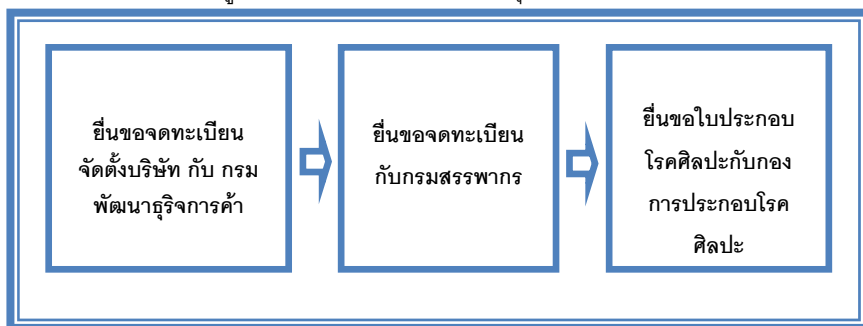 ยื่นขอจดทะเบียน
จัดตั้งบริษัท กับ กรม
พัฒนาธุริจการค้า
ยื่นขอจดทะเบียน
กับกรมสรรพากร
ยื่นขอใบประกอบ
โรคศิลปะกับกอง
การประกอบโรค
ศิลปะ